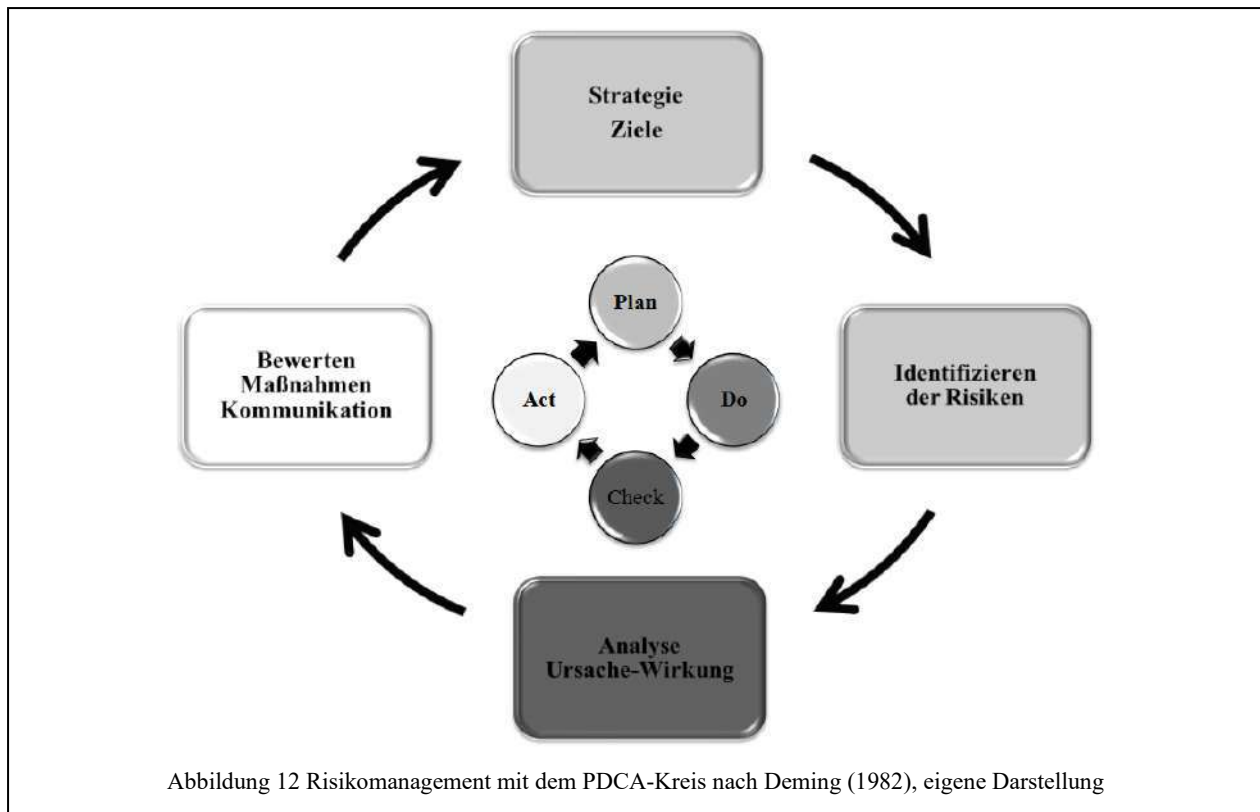 Strategie
Ziele
Plan
Bewerten
Maßnahmen
Kommunikation
Act
Do
Identifizieren
der Risiken
Check
Analyse
Ursache-Wirkung
Abbildung 12 Risikomanagement mit dem PDCA-Kreis nach Deming (1982), eigene Darstellung